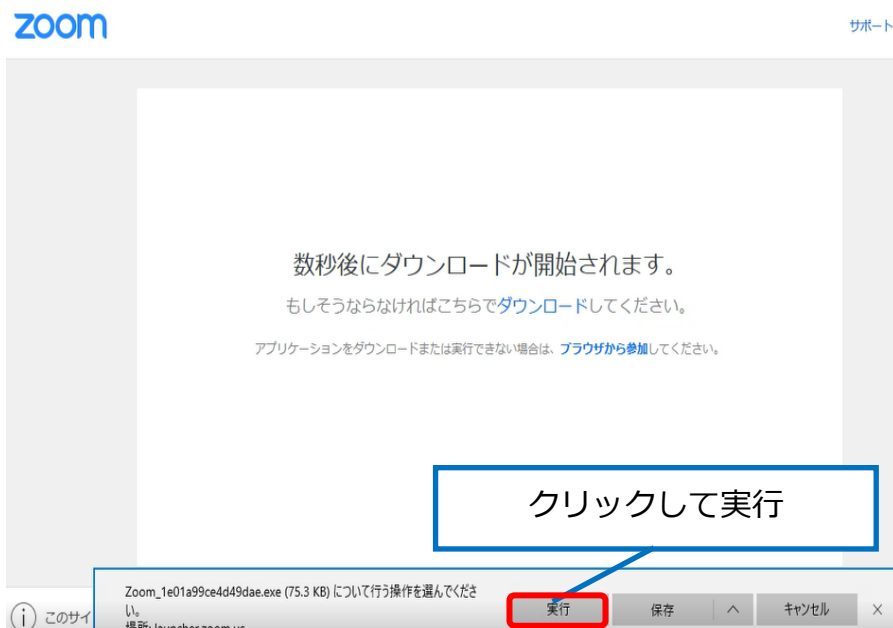 zoom
サポート
数秒後にダウンロードが開始されます。
もしそうならなければこちらでダウンロードしてください。
アプリケーションをダウンロードまたは実行できない場合は、ブラウザから参加してください。
クリックして実行
Zoom_1e01a99ce4d49dae.exe (75.3 KB) について行う操作を選んでくださ
い。
場所: launcher.zoom.us
実行 保存 キャンセル ×
このサイ